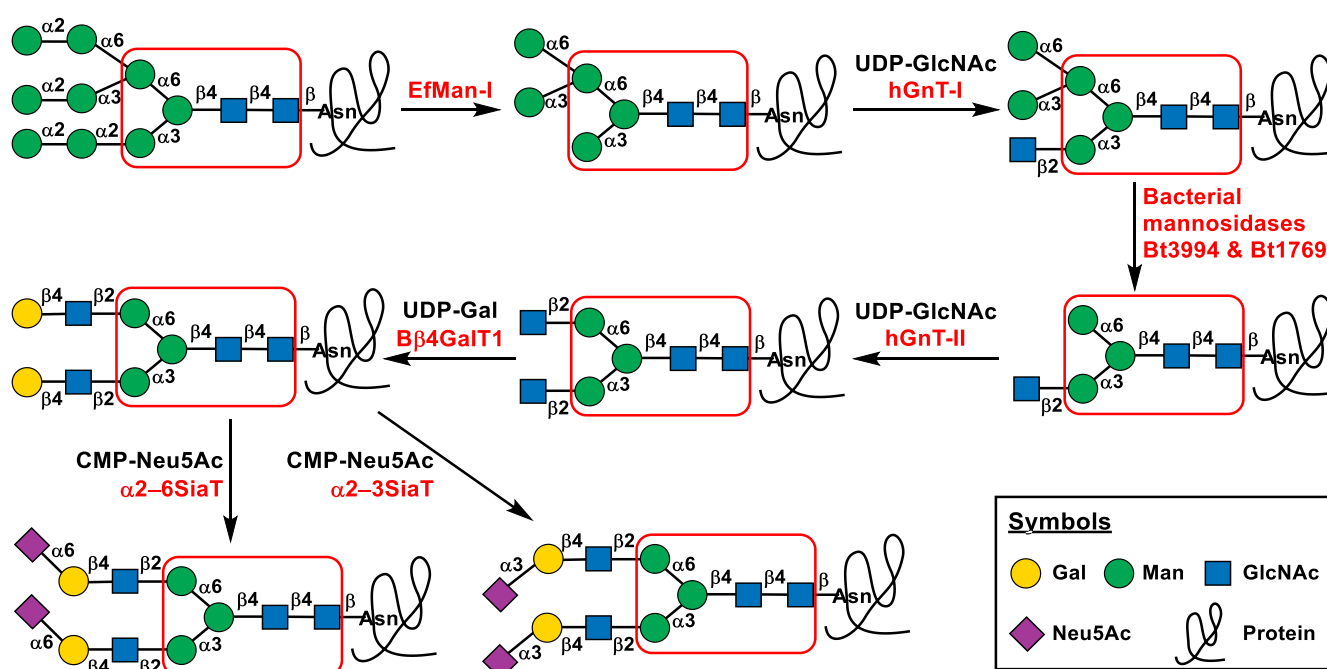 α2 α6
α6 β4 β4 β
α2 α3 Asn
α2 α2 α3
EfMan-I
α6
α6 β4 β4 β
α3 Asn
α3
UDP-GlcNAc
hGnT-I
α6
α6 β4 β4 β
α3 Asn
β2 α3
Bacterial
mannosidases
Bt3994 & Bt1769
α6 β4 β4 β
Asn
β2 α3
UDP-GlcNAc
hGnT-II
β2 α6 β4 β4 β
Asn
β2 α3
UDP-Gal
Bβ4GalT1
β4 β2 α6 β4 β4 β
Asn
β4 β2 α3
CMP-Neu5Ac
α2–6SiaT
CMP-Neu5Ac
α2–3SiaT
α6 β4 β2 α6 β4 β4 β
Asn
α6 β4 β2 α3
α3 β4 β2 α6 β4 β4 β
Asn
α3 β4 β2 α3
Symbols
Gal Man GlcNAc
Neu5Ac Protein